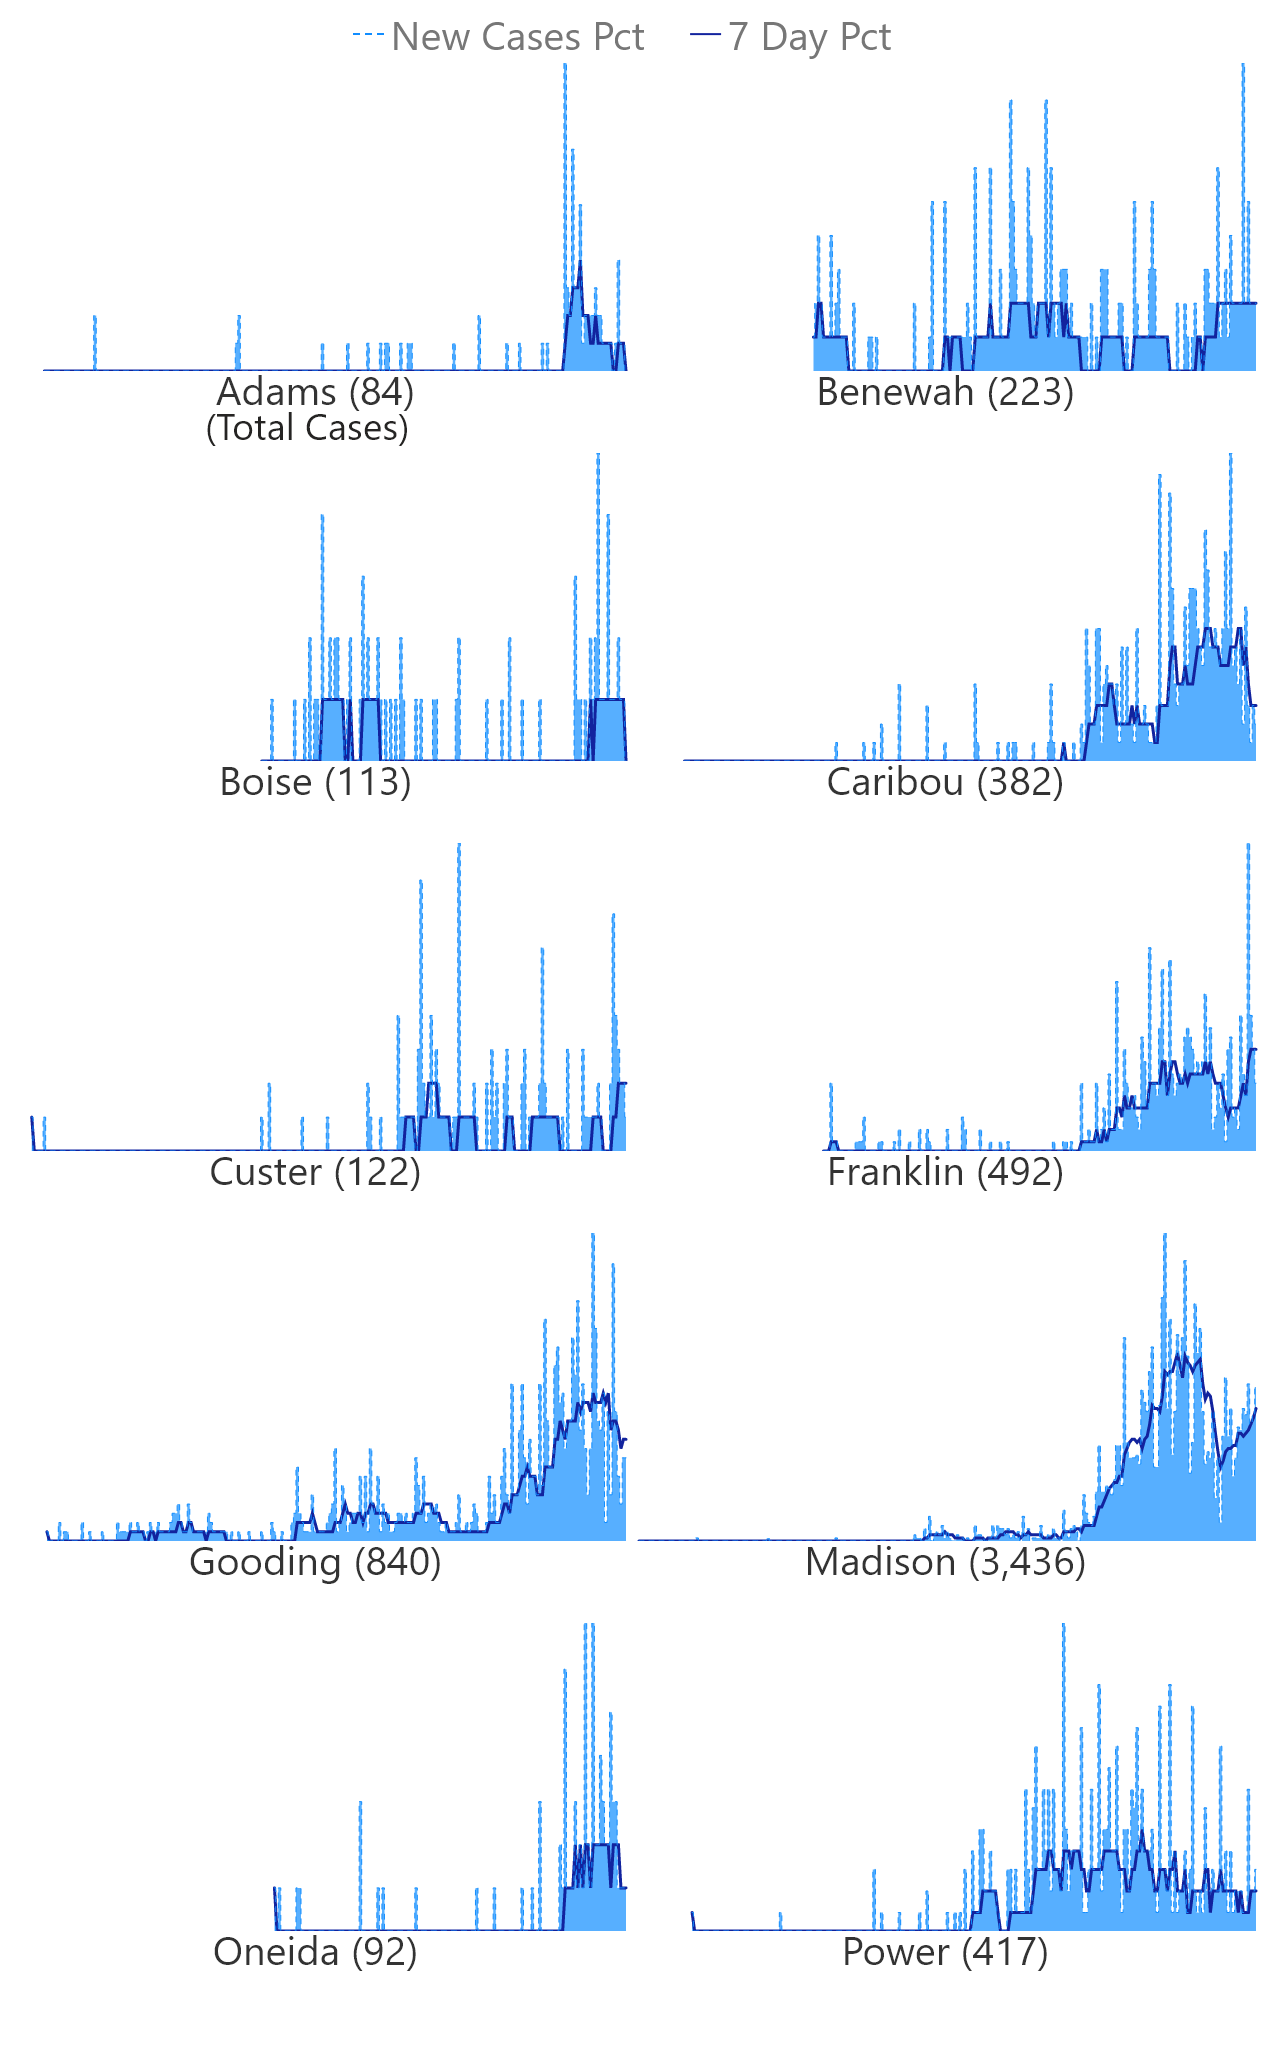 New Cases Pct 7 Day Pct
Adams (84) Benewah (223)
(Total Cases)
Boise (113) Caribou (382)
Custer (122) Franklin (492)
Gooding (840) Madison (3,436)
Oneida (92) Power (417)